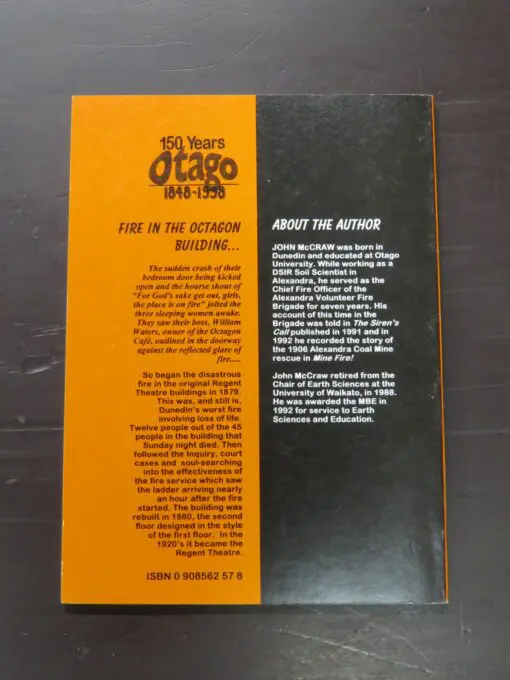 150 Years
Otago
1848-1998
FIRE IN THE OCTAGON
BUILDING...
The sudden crash of their
bedroom door being kicked
open and the hoarse shout of
"For God's sake get out, girls,
the place is on fire" jolted the
three sleeping women awake.
They saw their boss, William
Waters, owner of the Octagon
Café, outlined in the doorway
against the reflected glare of
fire.....
So began the disastrous
fire in the original Regent
Theatre buildings in 1879.
This was, and still is,
Dunedin's worst fire
involving loss of life.
Twelve people out of the 45
people in the building that
Sunday night died. Then
followed the Inquiry, court
cases and soul-searching
into the effectiveness of
the fire service which saw
the ladder arriving nearly
an hour after the fire
started. The building was
rebuilt in 1880, the second
floor designed in the style
of the first floor. In the
1920's it became the
Regent Theatre.
ISBN 0 908562 57 8
ABOUT THE AUTHOR
JOHN McCRAW was born in
Dunedin and educated at Otago
University. While working as a
DSIR Soil Scientist in
Alexandra, he served as the
Chief Fire Officer of the
Alexandra Volunteer Fire
Brigade for seven years. His
account of this time in the
Brigade was told in The Siren's
Call published in 1991 and in
1992 he recorded the story of
the 1906 Alexandra Coal Mine
rescue in Mine Fire!
John McCraw retired from the
Chair of Earth Sciences at the
University of Waikato, in 1988.
He was awarded the MBE in
1992 for service to Earth
Sciences and Education.